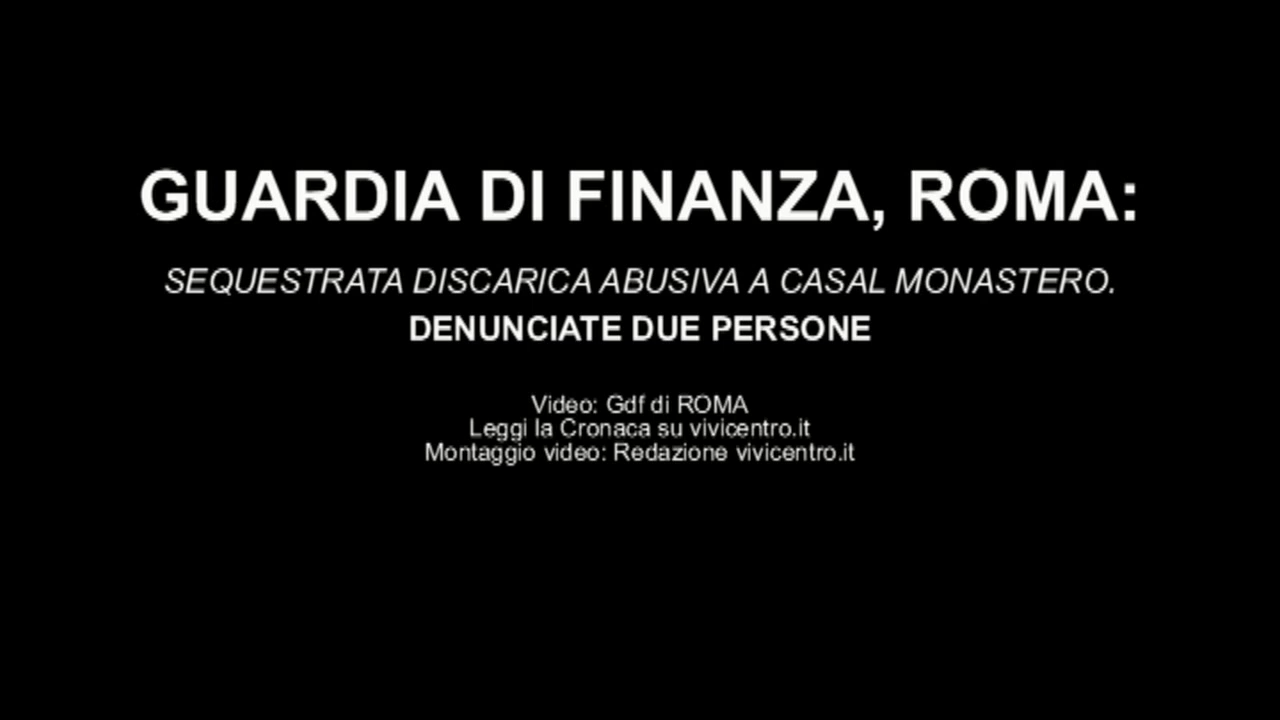 GUARDIA DI FINANZA, ROMA:
SEQUESTRATA DISCARICA ABUSIVA A CASAL MONASTERO.
DENUNCIATE DUE PERSONE
Video: Gdf di ROMA
Leggi la Cronaca su vivicentro.it
Montaggio video: Redazione vivicentro.it